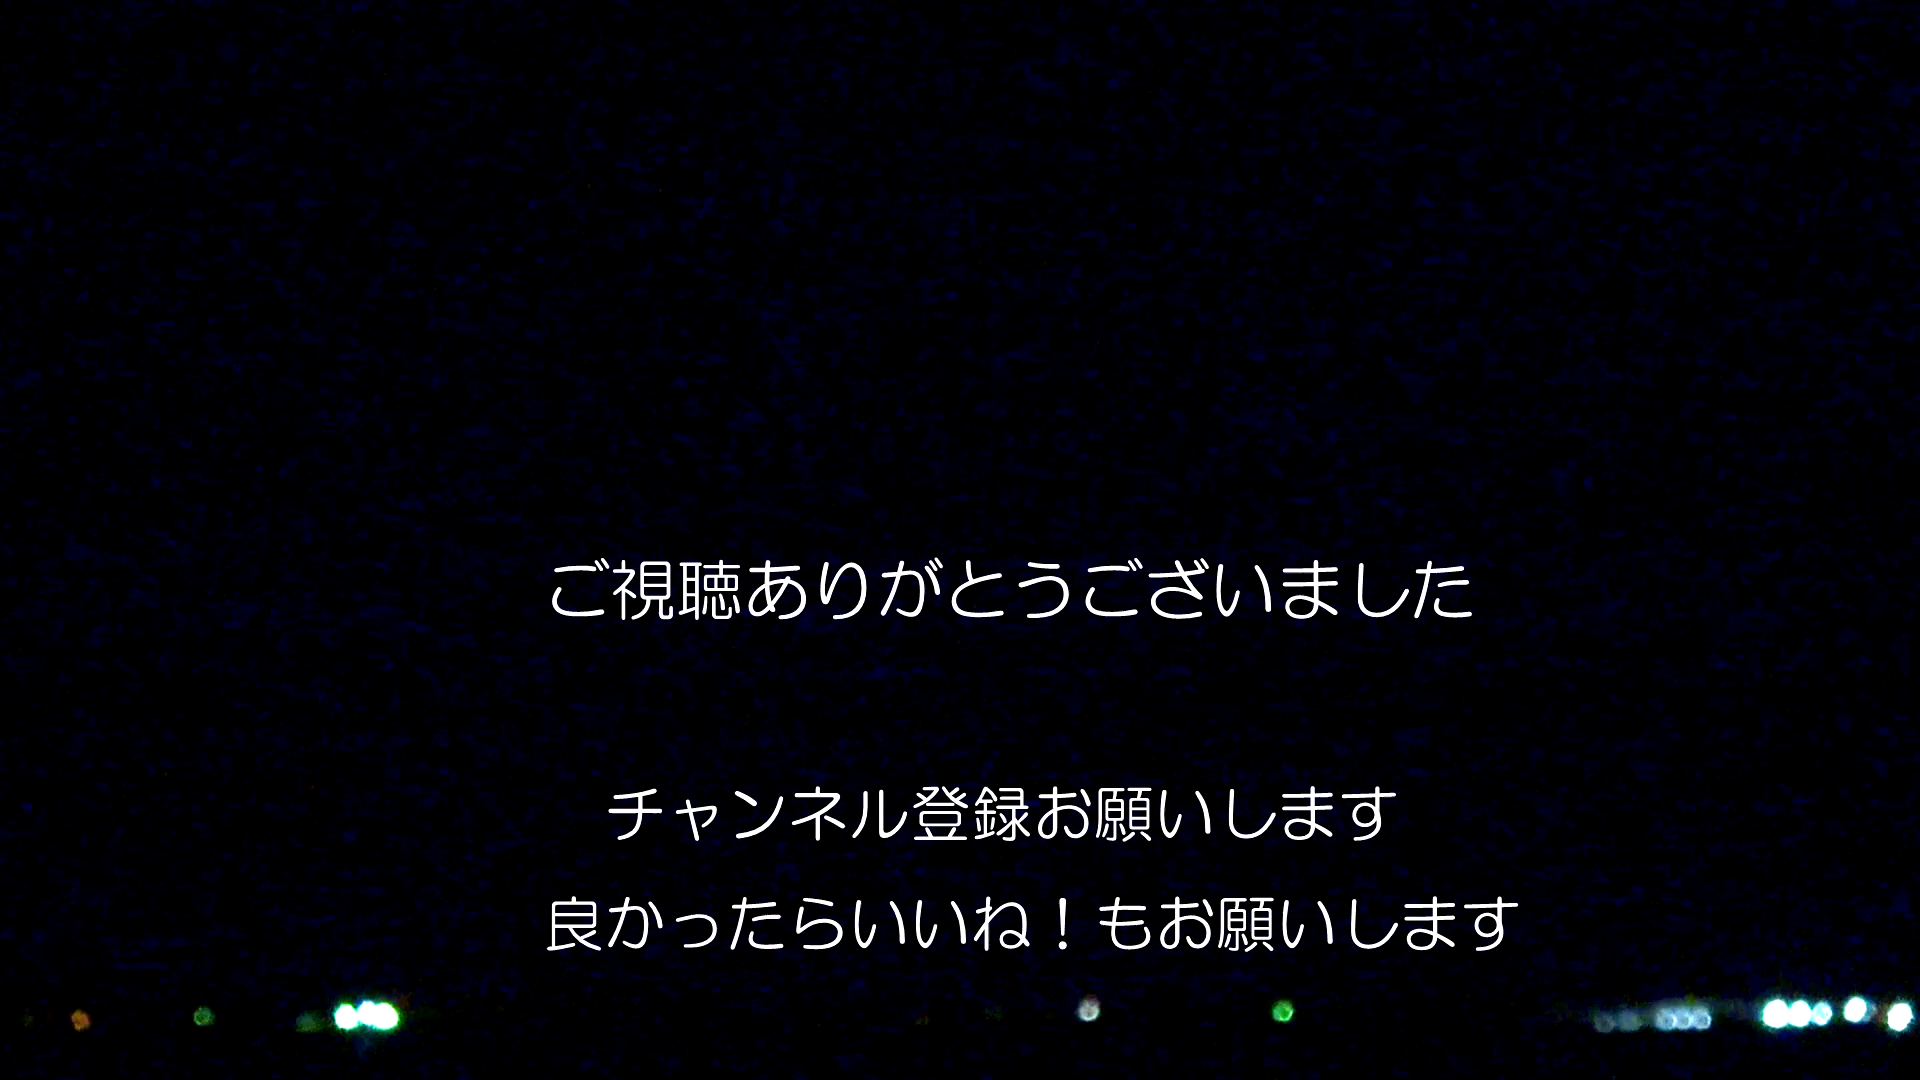 ご視聴ありがとうございました
チャンネル登録お願いします
良かったらいいね！もお願いします